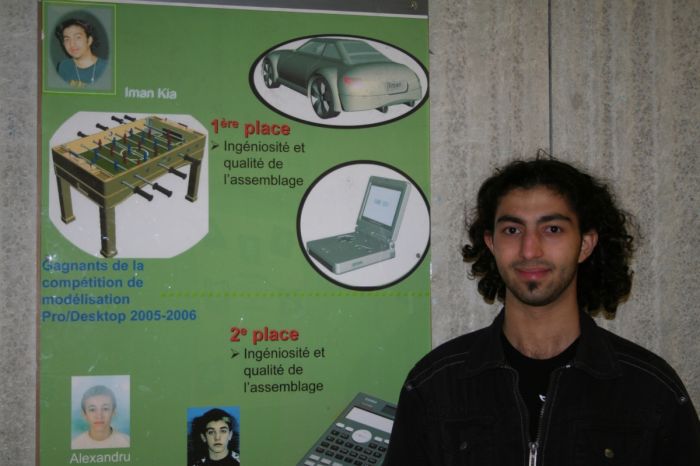 Iman Kia
1ère place
➢ Ingéniosité et
qualité de
l'assemblage
Gagnants de la
compétition de
modélisation
Pro/Desktop 2005-2006
2e place
➢ Ingéniosité et
qualité de
l'assemblage
Alexandru